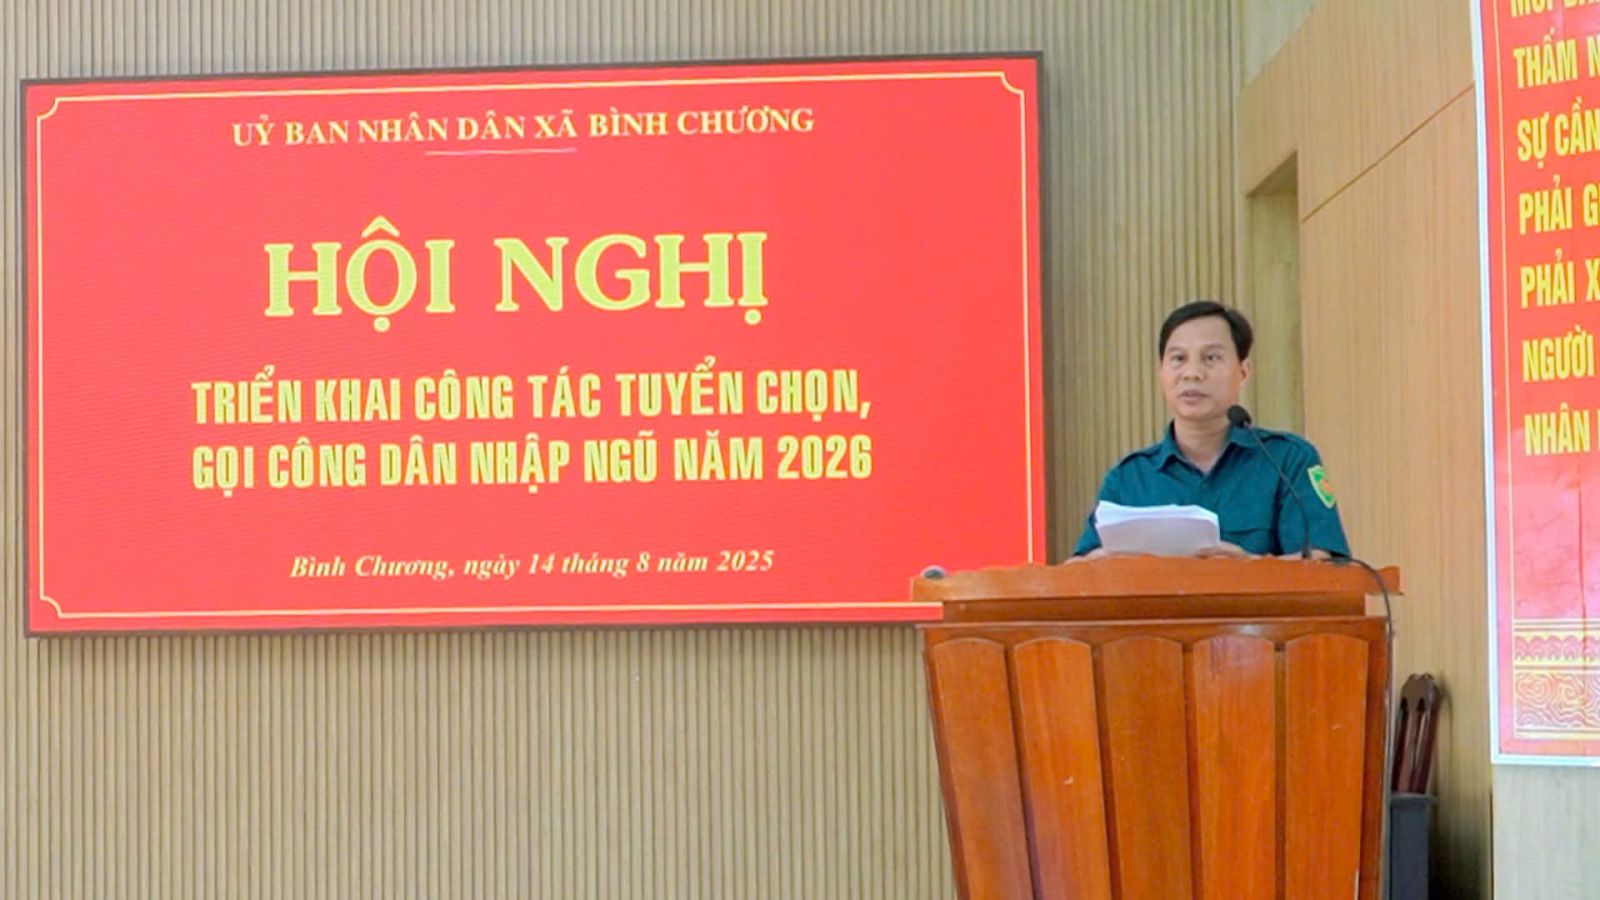 UỶ BAN NHÂN DÂN XÃ BÌNH CHƯƠNG
HỘI NGHỊ
TRIỂN KHAI CÔNG TÁC TUYỂN CHỌN,
GỌI CÔNG DÂN NHẬP NGŨ NĂM 2026
Bình Chương, ngày 14 tháng 8 năm 2025
THẤM
SỰ CẦN
PHẢI
PHẢI
NGƯỜI
NHÂN